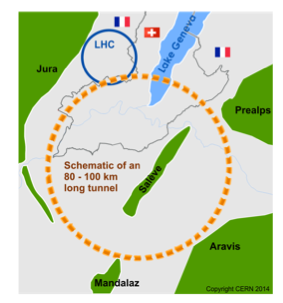 LHC
Lake Geneva
Jura
Prealps
Schematic of an
80 - 100 km
long tunnel
Salève
Aravis
Mandalaz
Copyright CERN 2014